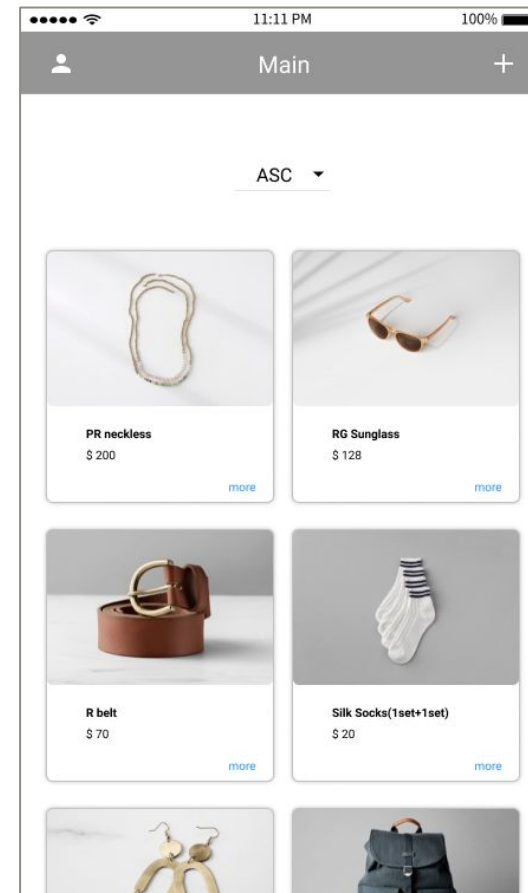 11:11 PM
100%
Main
ASC
PR neckless
$ 200
more
RG Sunglass
$ 128
more
R belt
$ 70
more
Silk Socks(1set+1set)
$ 20
more